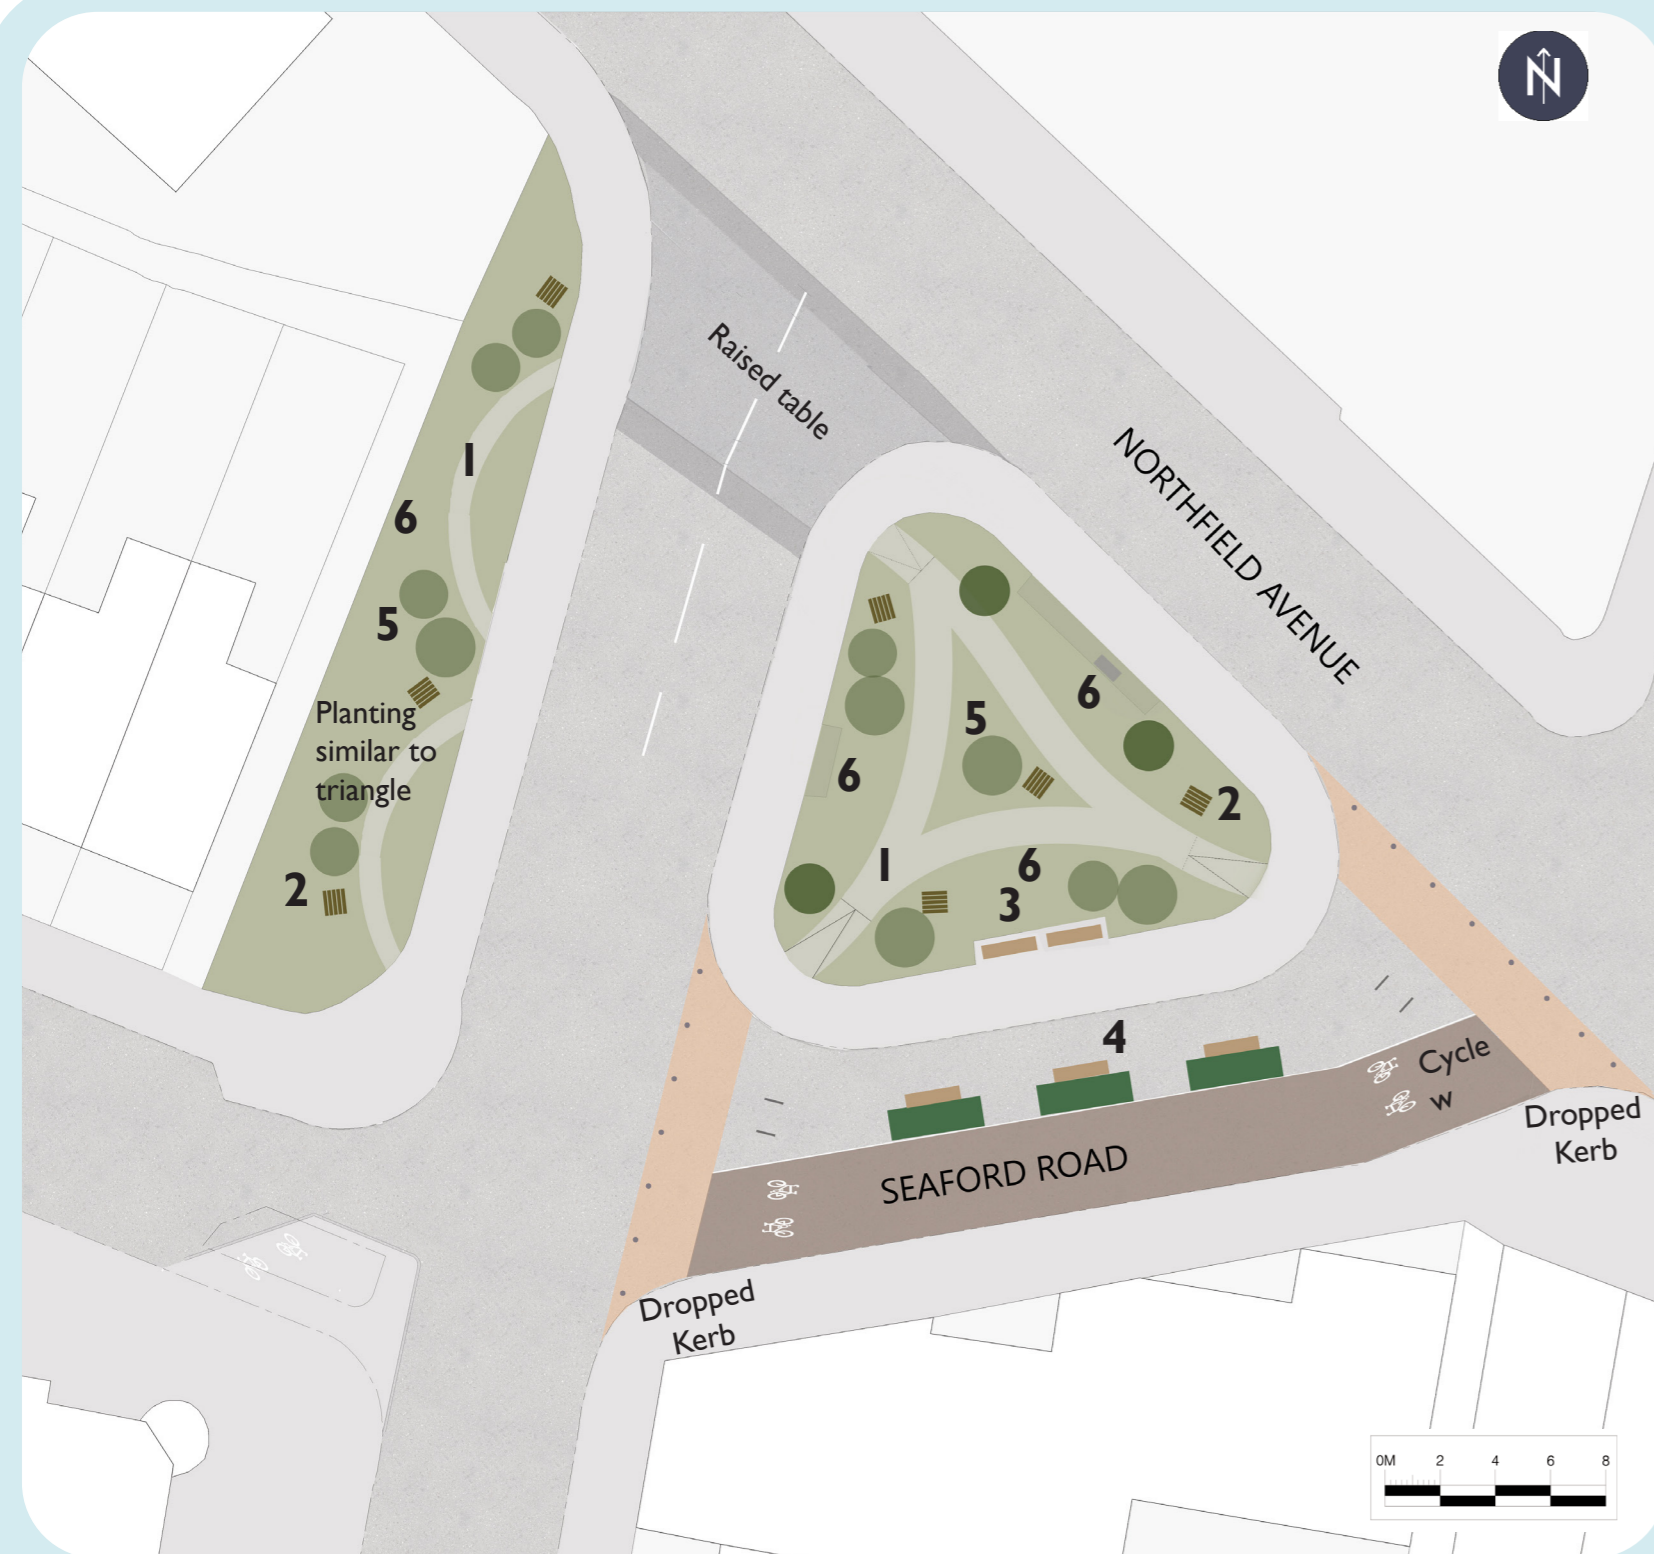 N
Raised table
NORTHFIELD AVENUE
1
6
5
Planting
similar to
triangle
2
5
6
6
2
1
6
3
4
Cycle
w
SEAFORD ROAD
Dropped
Kerb
Dropped
Kerb
0M 2 4 6 8